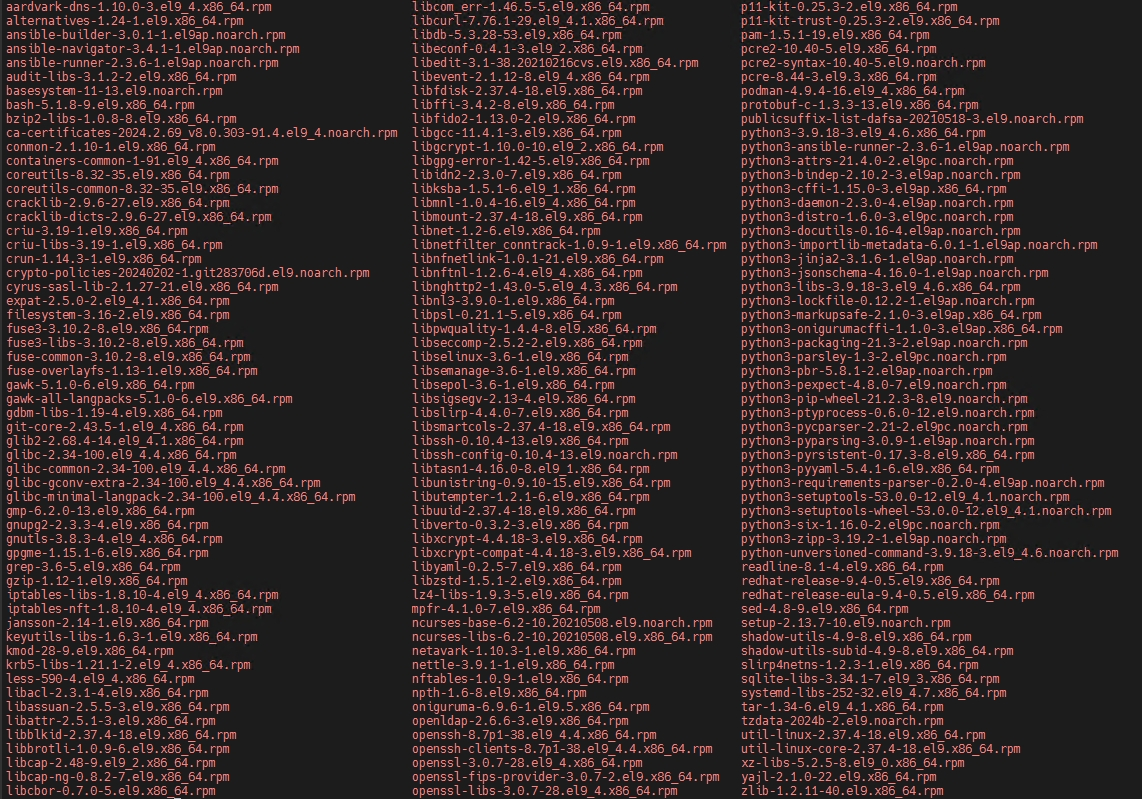 aardvark-dns-1.10.0-3.el9_4.x86_64.rpm
alternatives-1.24-1.el9.x86_64.rpm
ansible-builder-3.0.1-1.el9ap.noarch.rpm
ansible-navigator-3.4.1-1.el9ap.noarch.rpm
ansible-runner-2.3.6-1.el9ap.noarch.rpm
audit-libs-3.1.2-2.el9.x86_64.rpm
basesystem-11-13.el9.noarch.rpm
bash-5.1.8-9.el9.x86_64.rpm
bzip2-libs-1.0.8-8.el9.x86_64.rpm
ca-certificates-2024.2.69_v8.0.303-91.4.el9_4.noarch.rpm
conmon-2.1.10-1.el9.x86_64.rpm
containers-common-1-91.el9_4.x86_64.rpm
coreutils-8.32-35.el9.x86_64.rpm
coreutils-common-8.32-35.el9.x86_64.rpm
cracklib-2.9.6-27.el9.x86_64.rpm
cracklib-dicts-2.9.6-27.el9.x86_64.rpm
criu-3.19-1.el9.x86_64.rpm
criu-libs-3.19-1.el9.x86_64.rpm
crun-1.14.3-1.el9.x86_64.rpm
crypto-policies-20240202-1.git283706d.el9.noarch.rpm
cyrus-sasl-lib-2.1.27-21.el9.x86_64.rpm
expat-2.5.0-2.el9_4.1.x86_64.rpm
filesystem-3.16-2.el9.x86_64.rpm
fuse3-3.10.2-8.el9.x86_64.rpm
fuse3-libs-3.10.2-8.el9.x86_64.rpm
fuse-common-3.10.2-8.el9.x86_64.rpm
fuse-overlayfs-1.13-1.el9.x86_64.rpm
gawk-5.1.0-6.el9.x86_64.rpm
gawk-all-langpacks-5.1.0-6.el9.x86_64.rpm
gdbm-libs-1.19-4.el9.x86_64.rpm
git-core-2.43.5-1.el9_4.x86_64.rpm
glib2-2.68.4-14.el9_4.1.x86_64.rpm
glibc-2.34-100.el9_4.4.x86_64.rpm
glibc-common-2.34-100.el9_4.4.x86_64.rpm
glibc-gconv-extra-2.34-100.el9_4.4.x86_64.rpm
glibc-minimal-langpack-2.34-100.el9_4.4.x86_64.rpm
gmp-6.2.0-13.el9.x86_64.rpm
gnupg2-2.3.3-4.el9.x86_64.rpm
gnutls-3.8.3-4.el9_4.x86_64.rpm
gpgme-1.15.1-6.el9.x86_64.rpm
grep-3.6-5.el9.x86_64.rpm
gzip-1.12-1.el9.x86_64.rpm
iptables-libs-1.8.10-4.el9_4.x86_64.rpm
iptables-nft-1.8.10-4.el9_4.x86_64.rpm
jansson-2.14-1.el9.x86_64.rpm
keyutils-libs-1.6.3-1.el9.x86_64.rpm
kmod-28-9.el9.x86_64.rpm
krb5-libs-1.21.1-2.el9_4.x86_64.rpm
less-590-4.el9_4.x86_64.rpm
libacl-2.3.1-4.el9.x86_64.rpm
libassuan-2.5.5-3.el9.x86_64.rpm
libattr-2.5.1-3.el9.x86_64.rpm
libblkid-2.37.4-18.el9.x86_64.rpm
libbrotli-1.0.9-6.el9.x86_64.rpm
libcap-2.48-9.el9_2.x86_64.rpm
libcap-ng-0.8.2-7.el9.x86_64.rpm
libcbor-0.7.0-5.el9.x86_64.rpm
libcom_err-1.46.5-5.el9.x86_64.rpm
libcurl-7.76.1-29.el9_4.1.x86_64.rpm
libdb-5.3.28-53.el9.x86_64.rpm
libeconf-0.4.1-3.el9_2.x86_64.rpm
libedit-3.1-38.20210216cvs.el9.x86_64.rpm
libevent-2.1.12-8.el9_4.x86_64.rpm
libfdisk-2.37.4-18.el9.x86_64.rpm
libffi-3.4.2-8.el9.x86_64.rpm
libfido2-1.13.0-2.el9.x86_64.rpm
libgcc-11.4.1-3.el9.x86_64.rpm
libgcrypt-1.10.0-10.el9_2.x86_64.rpm
libgpg-error-1.42-5.el9.x86_64.rpm
libidn2-2.3.0-7.el9.x86_64.rpm
libksba-1.5.1-6.el9_1.x86_64.rpm
libmnl-1.0.4-16.el9_4.x86_64.rpm
libmount-2.37.4-18.el9.x86_64.rpm
libnet-1.2-6.el9.x86_64.rpm
libnetfilter_conntrack-1.0.9-1.el9.x86_64.rpm
libnfnetlink-1.0.1-21.el9.x86_64.rpm
libnftnl-1.2.6-4.el9_4.x86_64.rpm
libnghttp2-1.43.0-5.el9_4.3.x86_64.rpm
libnl3-3.9.0-1.el9.x86_64.rpm
libpsl-0.21.1-5.el9.x86_64.rpm
libpwquality-1.4.4-8.el9.x86_64.rpm
libseccomp-2.5.2-2.el9.x86_64.rpm
libselinux-3.6-1.el9.x86_64.rpm
libsemanage-3.6-1.el9.x86_64.rpm
libsepol-3.6-1.el9.x86_64.rpm
libsigsegv-2.13-4.el9.x86_64.rpm
libslirp-4.4.0-7.el9.x86_64.rpm
libsmartcols-2.37.4-18.el9.x86_64.rpm
libssh-0.10.4-13.el9.x86_64.rpm
libssh-config-0.10.4-13.el9.noarch.rpm
libtasn1-4.16.0-8.el9_1.x86_64.rpm
libunistring-0.9.10-15.el9.x86_64.rpm
libutempter-1.2.1-6.el9.x86_64.rpm
libuuid-2.37.4-18.el9.x86_64.rpm
libverto-0.3.2-3.el9.x86_64.rpm
libxcrypt-4.4.18-3.el9.x86_64.rpm
libxcrypt-compat-4.4.18-3.el9.x86_64.rpm
libyaml-0.2.5-7.el9.x86_64.rpm
libzstd-1.5.1-2.el9.x86_64.rpm
lz4-libs-1.9.3-5.el9.x86_64.rpm
mpfr-4.1.0-7.el9.x86_64.rpm
ncurses-base-6.2-10.20210508.el9.noarch.rpm
ncurses-libs-6.2-10.20210508.el9.x86_64.rpm
netavark-1.10.3-1.el9.x86_64.rpm
nettle-3.9.1-1.el9.x86_64.rpm
nftables-1.0.9-1.el9.x86_64.rpm
npth-1.6-8.el9.x86_64.rpm
oniguruma-6.9.6-1.el9.5.x86_64.rpm
openldap-2.6.6-3.el9.x86_64.rpm
openssh-8.7p1-38.el9_4.4.x86_64.rpm
openssh-clients-8.7p1-38.el9_4.4.x86_64.rpm
openssl-3.0.7-28.el9_4.x86_64.rpm
openssl-fips-provider-3.0.7-2.el9.x86_64.rpm
openssl-libs-3.0.7-28.el9_4.x86_64.rpm
p11-kit-0.25.3-2.el9.x86_64.rpm
p11-kit-trust-0.25.3-2.el9.x86_64.rpm
pam-1.5.1-19.el9.x86_64.rpm
pcre2-10.40-5.el9.x86_64.rpm
pcre2-syntax-10.40-5.el9.noarch.rpm
pcre-8.44-3.el9.3.x86_64.rpm
podman-4.9.4-16.el9_4.x86_64.rpm
protobuf-c-1.3.3-13.el9.x86_64.rpm
publicsuffix-list-dafsa-20210518-3.el9.noarch.rpm
python3-3.9.18-3.el9_4.6.x86_64.rpm
python3-ansible-runner-2.3.6-1.el9ap.noarch.rpm
python3-attrs-21.4.0-2.el9pc.noarch.rpm
python3-bindep-2.10.2-3.el9ap.noarch.rpm
python3-cffi-1.15.0-3.el9ap.x86_64.rpm
python3-daemon-2.3.0-4.el9ap.noarch.rpm
python3-distro-1.6.0-3.el9pc.noarch.rpm
python3-docutils-0.16-4.el9ap.noarch.rpm
python3-importlib-metadata-6.0.1-1.el9ap.noarch.rpm
python3-jinja2-3.1.6-1.el9ap.noarch.rpm
python3-jsonschema-4.16.0-1.el9ap.noarch.rpm
python3-libs-3.9.18-3.el9_4.6.x86_64.rpm
python3-lockfile-0.12.2-1.el9ap.noarch.rpm
python3-markupsafe-2.1.0-3.el9ap.x86_64.rpm
python3-onigurumacffi-1.1.0-3.el9ap.x86_64.rpm
python3-packaging-21.3-2.el9ap.noarch.rpm
python3-parsley-1.3-2.el9pc.noarch.rpm
python3-pbr-5.8.1-2.el9ap.noarch.rpm
python3-pexpect-4.8.0-7.el9.noarch.rpm
python3-pip-wheel-21.2.3-8.el9.noarch.rpm
python3-ptyprocess-0.6.0-12.el9.noarch.rpm
python3-pycparser-2.21-2.el9pc.noarch.rpm
python3-pyparsing-3.0.9-1.el9ap.noarch.rpm
python3-pyrsistent-0.17.3-8.el9.x86_64.rpm
python3-pyyaml-5.4.1-6.el9.x86_64.rpm
python3-requirements-parser-0.2.0-4.el9ap.noarch.rpm
python3-setuptools-53.0.0-12.el9_4.1.noarch.rpm
python3-setuptools-wheel-53.0.0-12.el9_4.1.noarch.rpm
python3-six-1.16.0-2.el9pc.noarch.rpm
python3-zipp-3.19.2-1.el9ap.noarch.rpm
python-unversioned-command-3.9.18-3.el9_4.6.noarch.rpm
readline-8.1-4.el9.x86_64.rpm
redhat-release-9.4-0.5.el9.x86_64.rpm
redhat-release-eula-9.4-0.5.el9.x86_64.rpm
sed-4.8-9.el9.x86_64.rpm
setup-2.13.7-10.el9.noarch.rpm
shadow-utils-4.9-8.el9.x86_64.rpm
shadow-utils-subid-4.9-8.el9.x86_64.rpm
slirp4netns-1.2.3-1.el9.x86_64.rpm
sqlite-libs-3.34.1-7.el9_3.x86_64.rpm
systemd-libs-252-32.el9_4.7.x86_64.rpm
tar-1.34-6.el9_4.1.x86_64.rpm
tzdata-2024b-2.el9.noarch.rpm
util-linux-2.37.4-18.el9.x86_64.rpm
util-linux-core-2.37.4-18.el9.x86_64.rpm
xz-libs-5.2.5-8.el9_0.x86_64.rpm
yajl-2.1.0-22.el9.x86_64.rpm
zlib-1.2.11-40.el9.x86_64.rpm